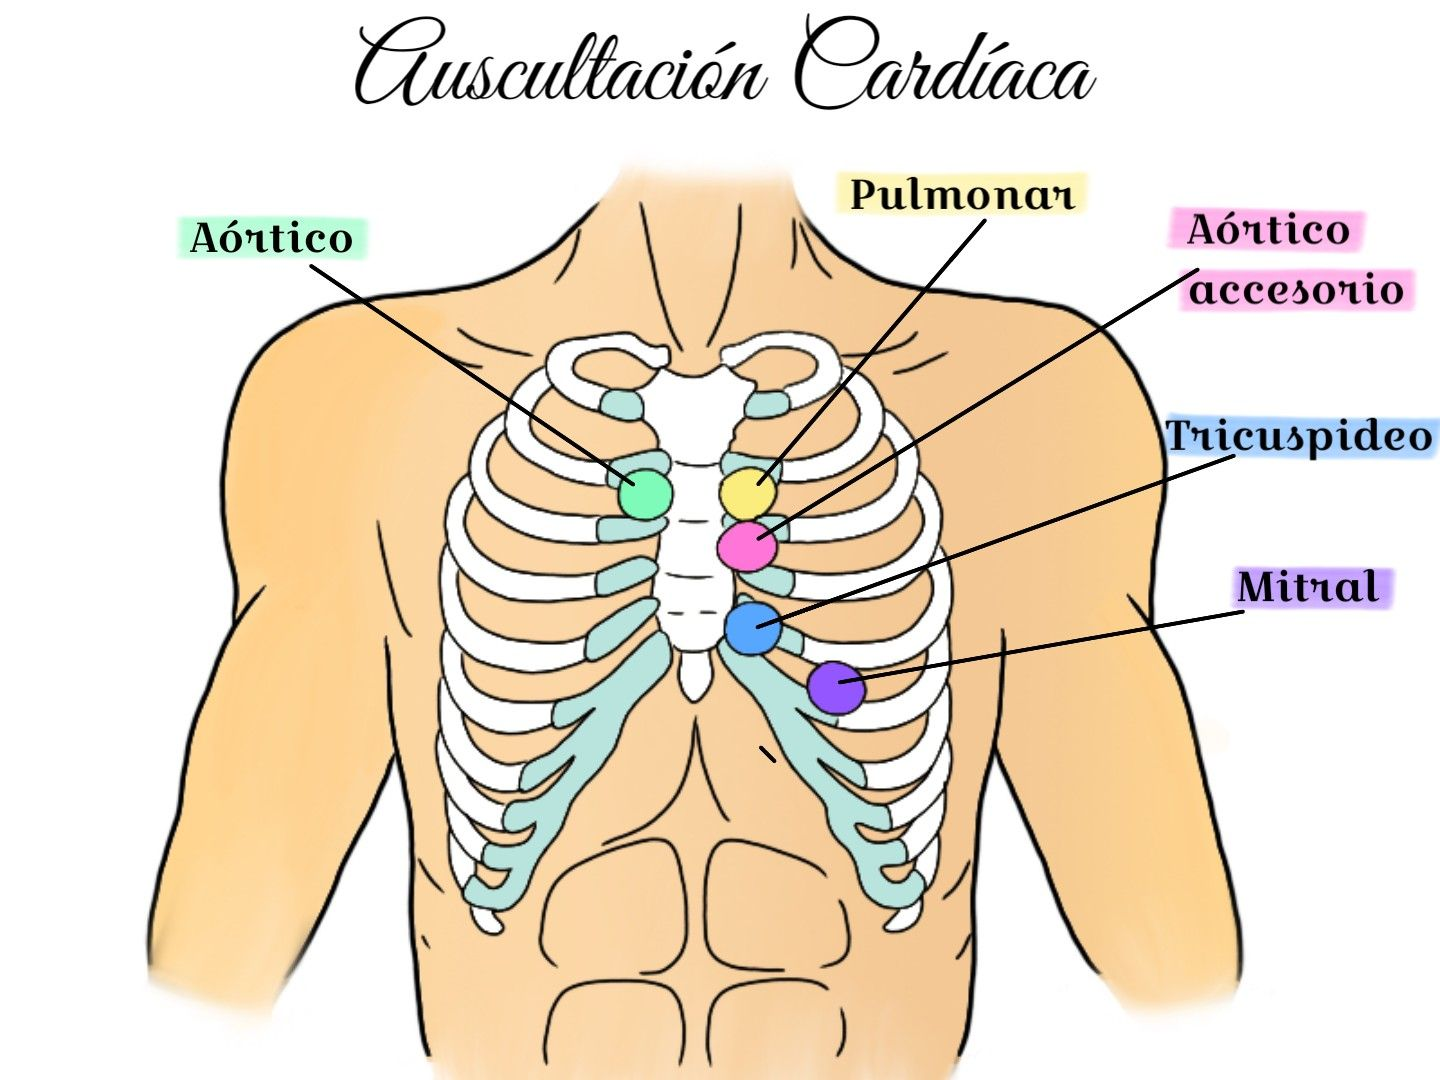 Auscultación Cardíaca
Pulmonar
Aórtico
Aórtico
accesorio
Tricuspideo
Mitral